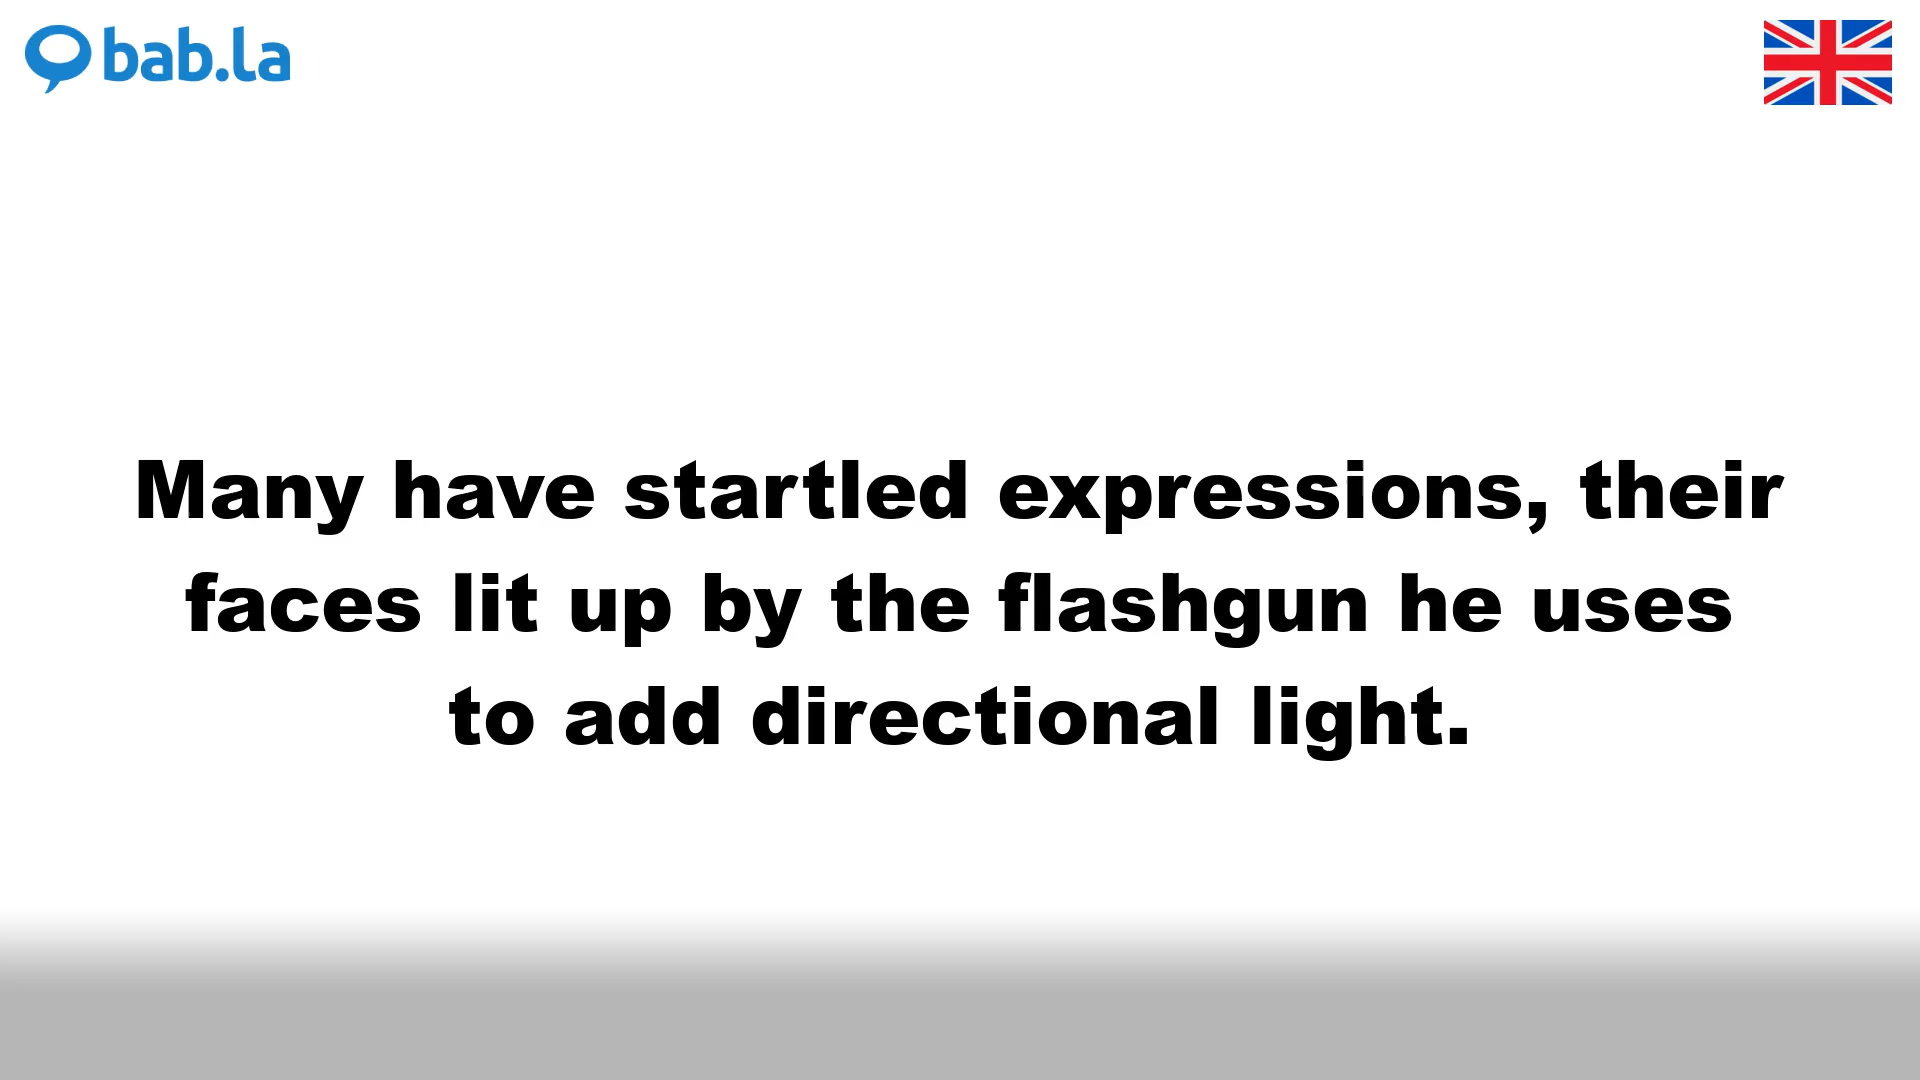 bab.la
Many have startled expressions, their
faces lit up by the flashgun he uses
to add directional light.